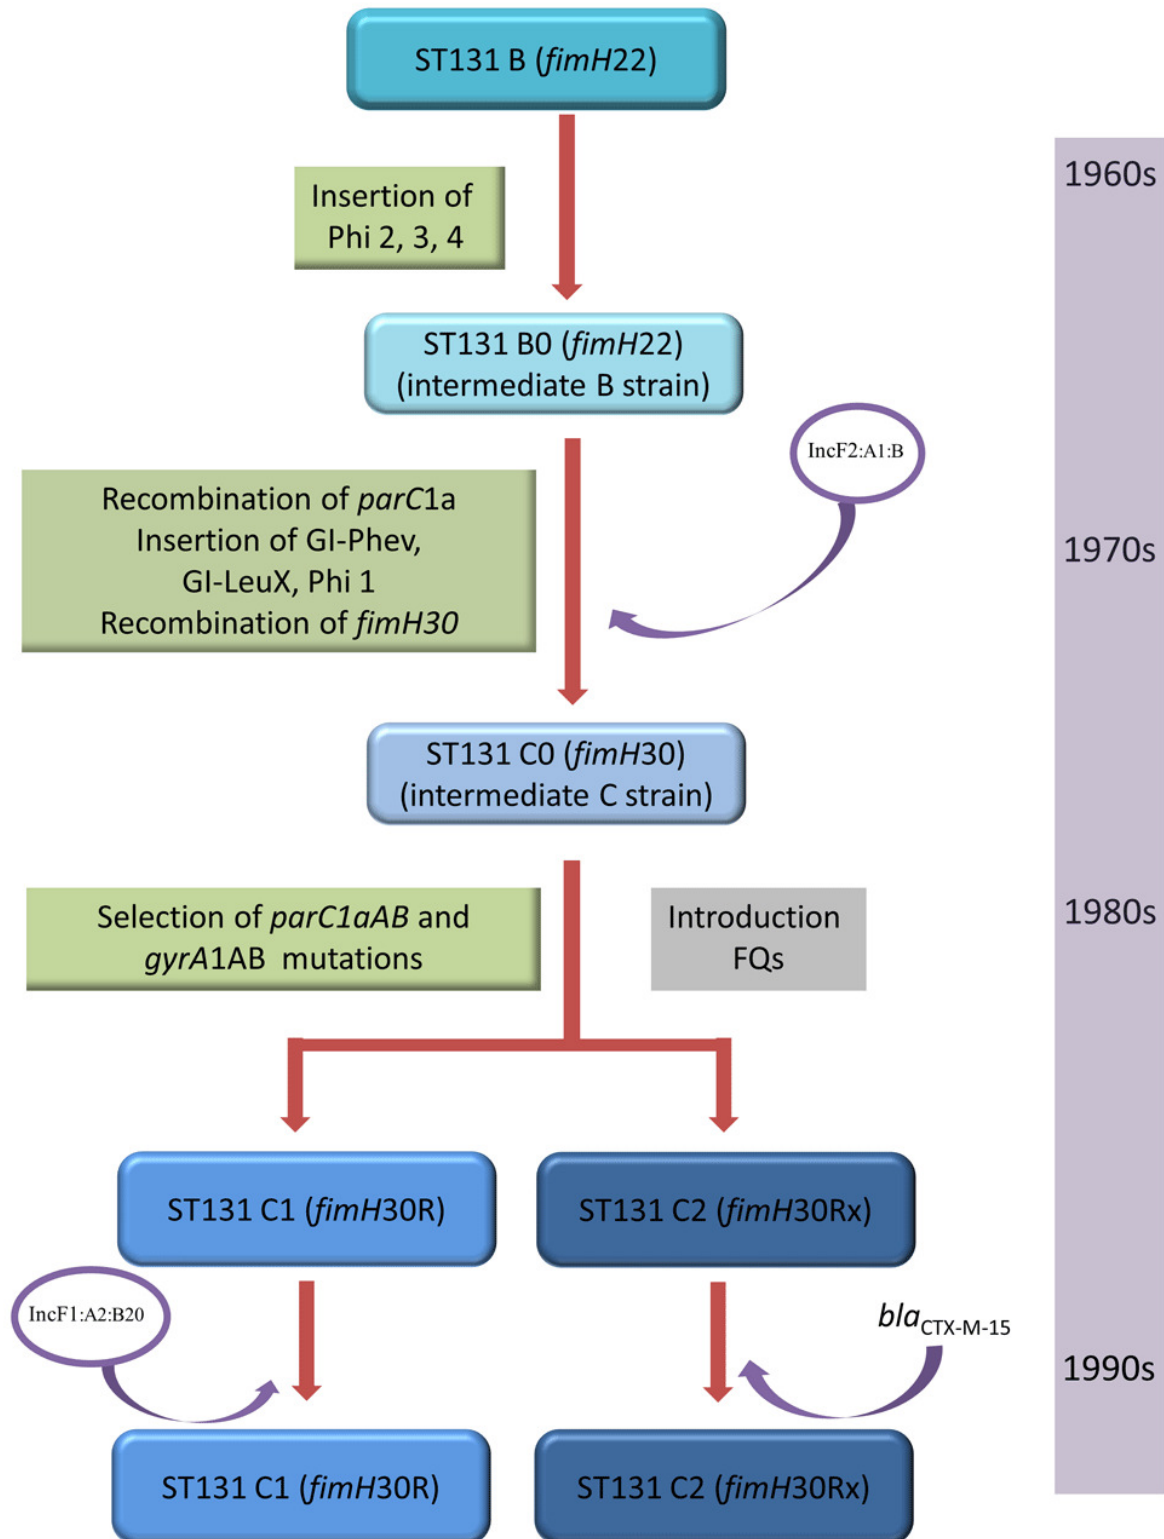 ST131 B (fimH22)
1960s
Insertion of
Phi 2, 3, 4
ST131 B0 (fimH22)
(intermediate B strain)
IncF2:A1:B
Recombination of parC1a
Insertion of GI-Phev,
GI-LeuX, Phi 1
Recombination of fimH30
1970s
ST131 C0 (fimH30)
(intermediate C strain)
Selection of parC1aAB and
gyrA1AB mutations
Introduction
FQs
1980s
ST131 C1 (fimH30R)
ST131 C2 (fimH30Rx)
IncF1:A2:B20
blaCTX-M-15
1990s
ST131 C1 (fimH30R)
ST131 C2 (fimH30Rx)